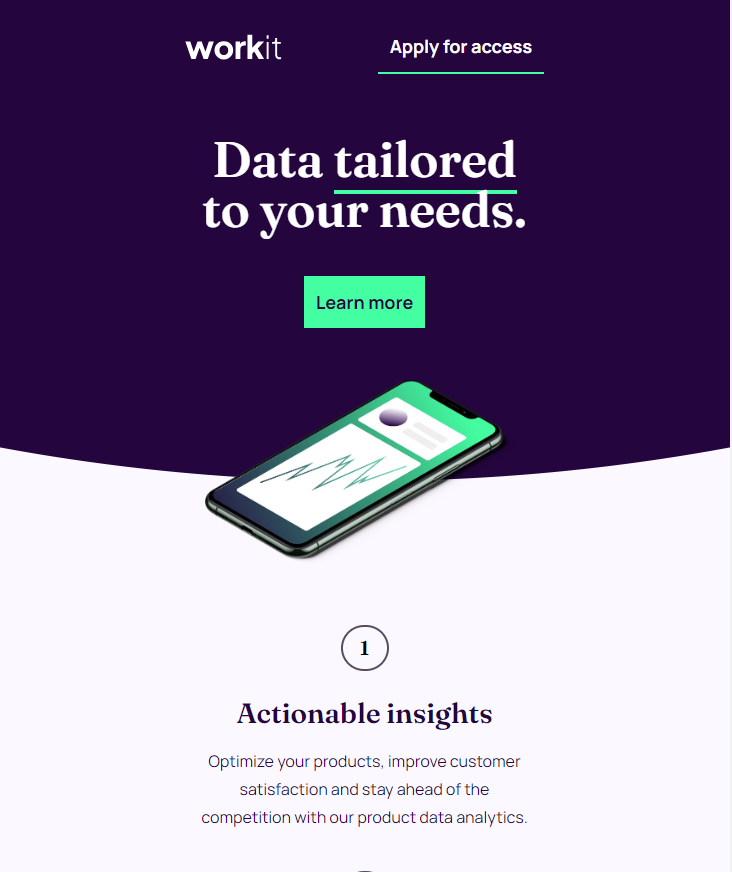 workit
Apply for access
Data tailored
to your needs.
Learn more
1
Actionable insights
Optimize your products, improve customer
satisfaction and stay ahead of the
competition with our product data analytics.